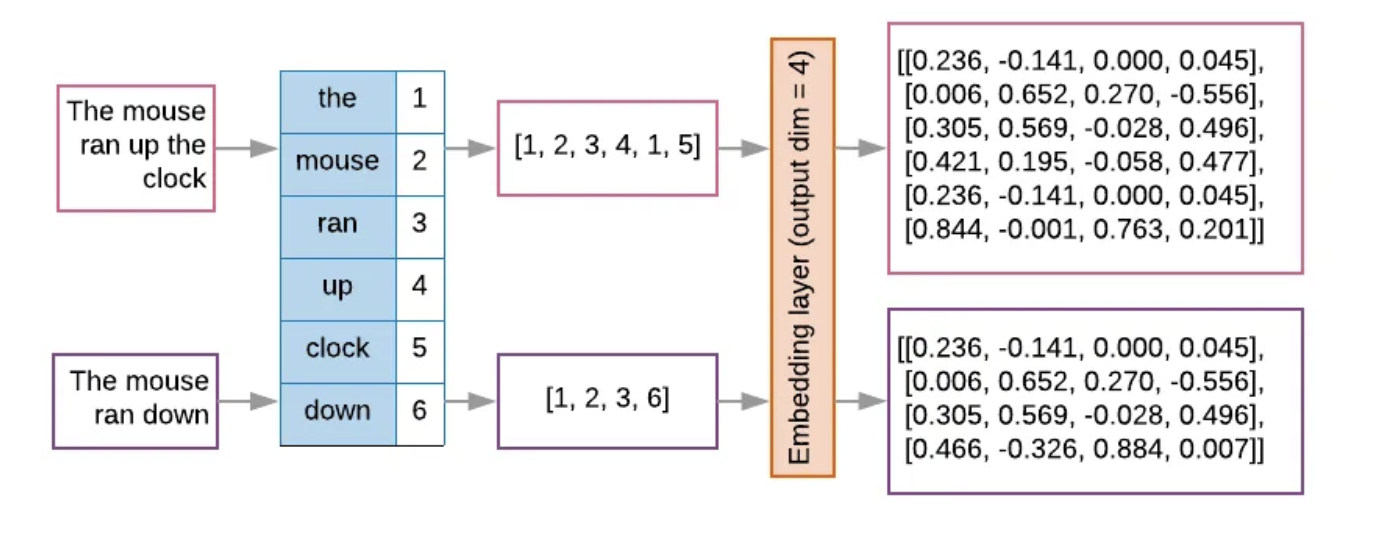 The mouse
ran up the
clock
the 1
mouse 2
ran 3
up 4
clock 5
down 6
[1, 2, 3, 4, 1, 5]
Embedding layer (output dim = 4)
[[0.236, -0.141, 0.000, 0.045],
[0.006, 0.652, 0.270, -0.556],
[0.305, 0.569, -0.028, 0.496],
[0.421, 0.195, -0.058, 0.477],
[0.236, -0.141, 0.000, 0.045],
[0.844, -0.001, 0.763, 0.201]]
The mouse
ran down
[1, 2, 3, 6]
[[0.236, -0.141, 0.000, 0.045],
[0.006, 0.652, 0.270, -0.556],
[0.305, 0.569, -0.028, 0.496],
[0.466, -0.326, 0.884, 0.007]]